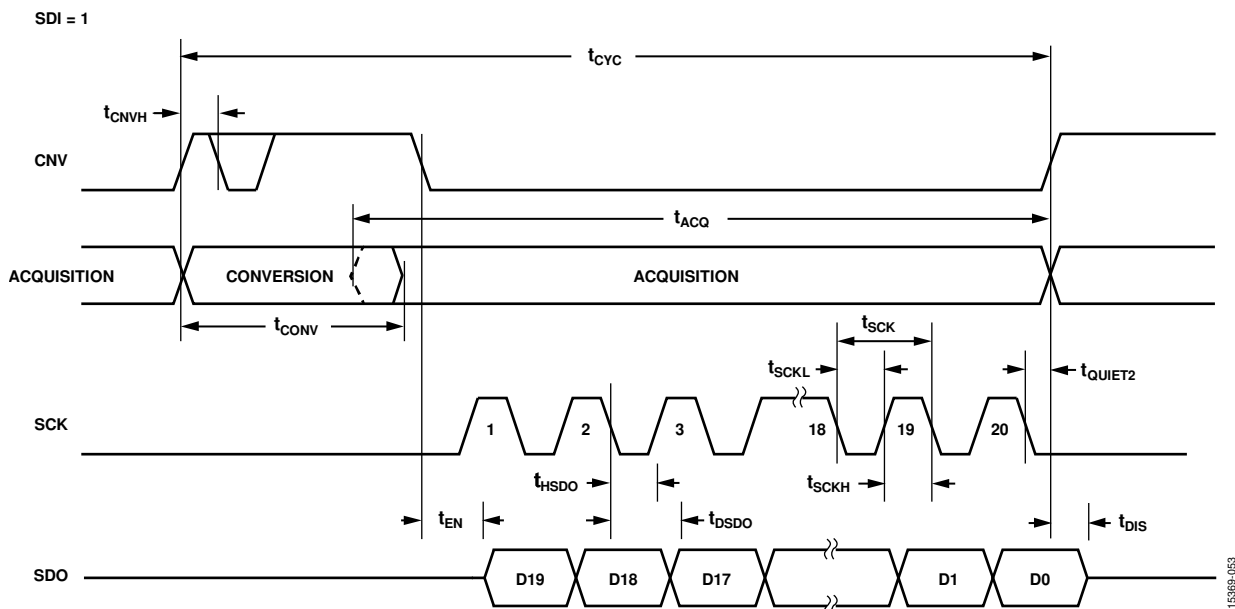 SDI = 1
tCYC
tCNVH
CNV
tACQ
ACQUISITION
CONVERSION
ACQUISITION
tCONV
tSCK
tSCKL
tQUIET2
SCK
1
2
3
18
19
20
tHSDO
tSCKH
tEN
tDSDO
tDIS
SDO
D19
D18
D17
D1
D0
15369-053